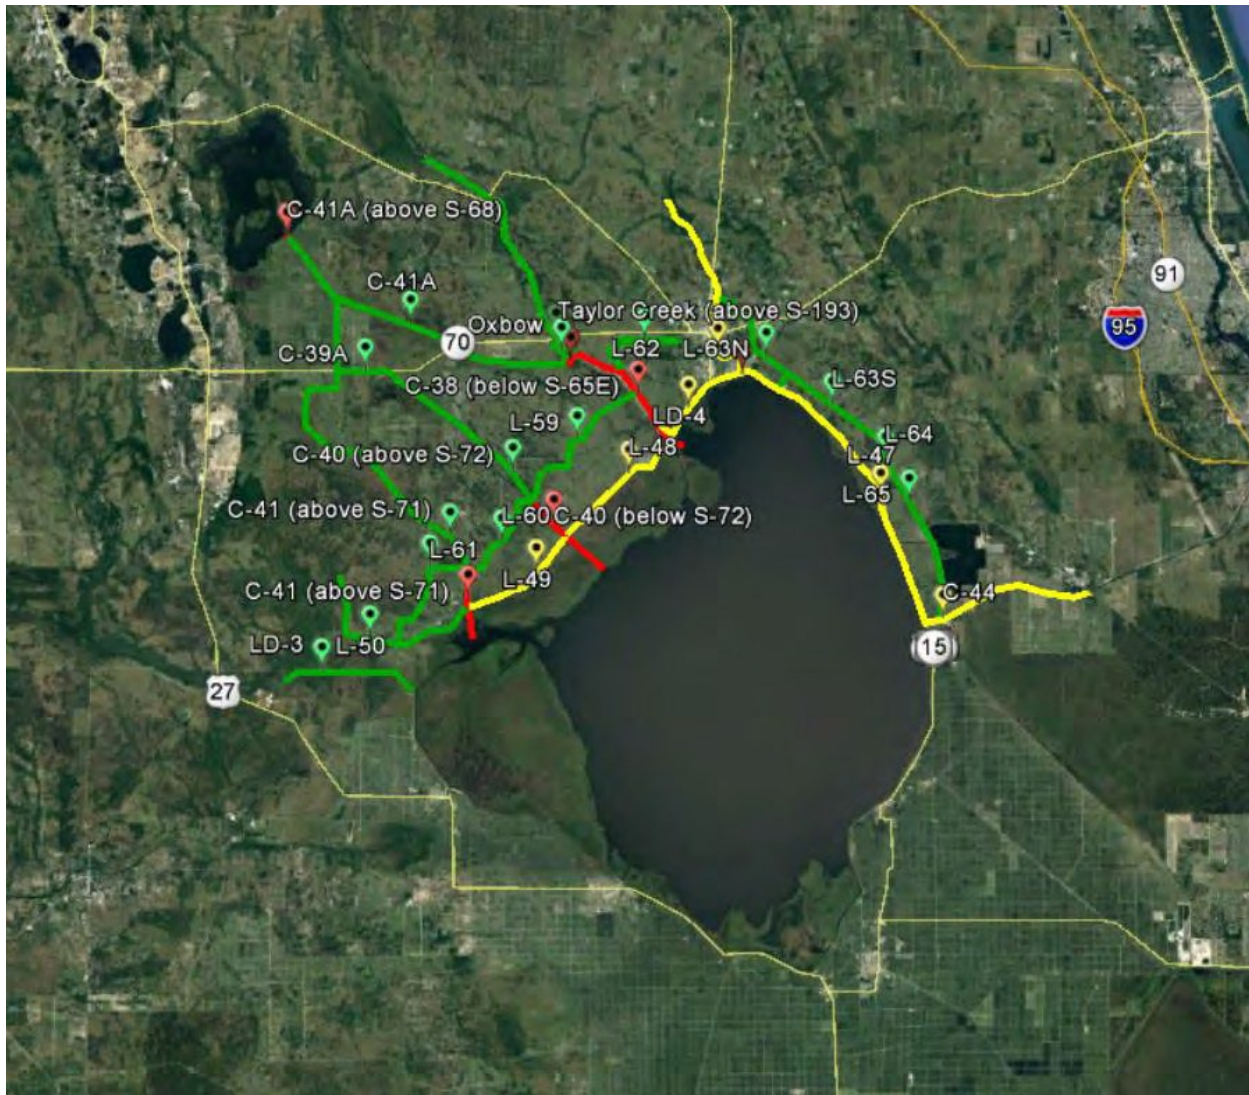 C-41A (above S-68)
91
C-41A
95
Taylor Creek (above S-193)
Oxbow
70
L-62
L-63N
C-39A
C-38 (below S-65E)
L-63S
L-59
LD-4
L-64
L-48
C-40 (above S-72)
L-47
L-65
C-41 (above S-71)
L-60
C-40 (below S-72)
L-61
L-49
C-41 (above S-71)
C-44
LD-3
L-50
15
27